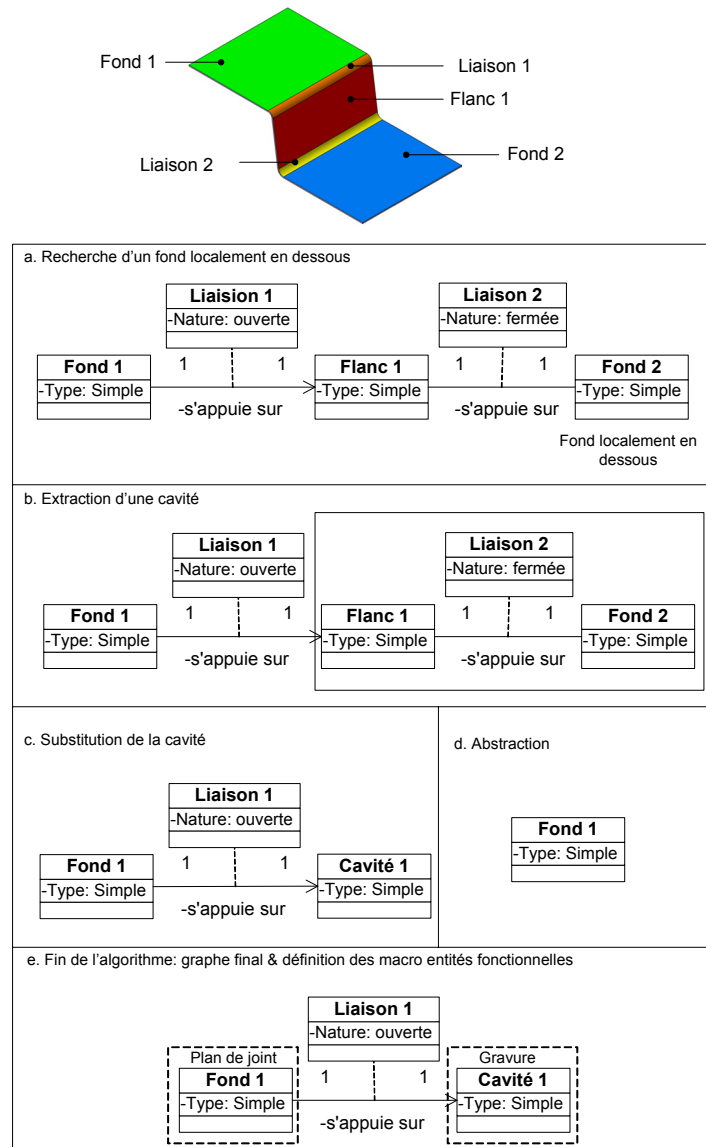 Fond 1
Liaison 1
Flanc 1
Liaison 2
Fond 2
a. Recherche d'un fond localement en dessous
Liaision 1
-Nature: ouverte
Liaison 2
-Nature: fermée
Fond 1
-Type: Simple
1
1
-s'appuie sur
Flanc 1
-Type: Simple
1
1
-s'appuie sur
Fond 2
-Type: Simple
Fond localement en
dessous
b. Extraction d'une cavité
Liaison 1
-Nature: ouverte
Liaison 2
-Nature: fermée
Fond 1
-Type: Simple
1
1
-s'appuie sur
Flanc 1
-Type: Simple
1
1
-s'appuie sur
Fond 2
-Type: Simple
c. Substitution de la cavité
Liaison 1
-Nature: ouverte
Fond 1
-Type: Simple
1
1
-s'appuie sur
Cavité 1
-Type: Simple
d. Abstraction
Fond 1
-Type: Simple
e. Fin de l'algorithme: graphe final & définition des macro entités fonctionnelles
Liaison 1
-Nature: ouverte
Plan de joint
Fond 1
-Type: Simple
1
1
-s'appuie sur
Gravure
Cavité 1
-Type: Simple